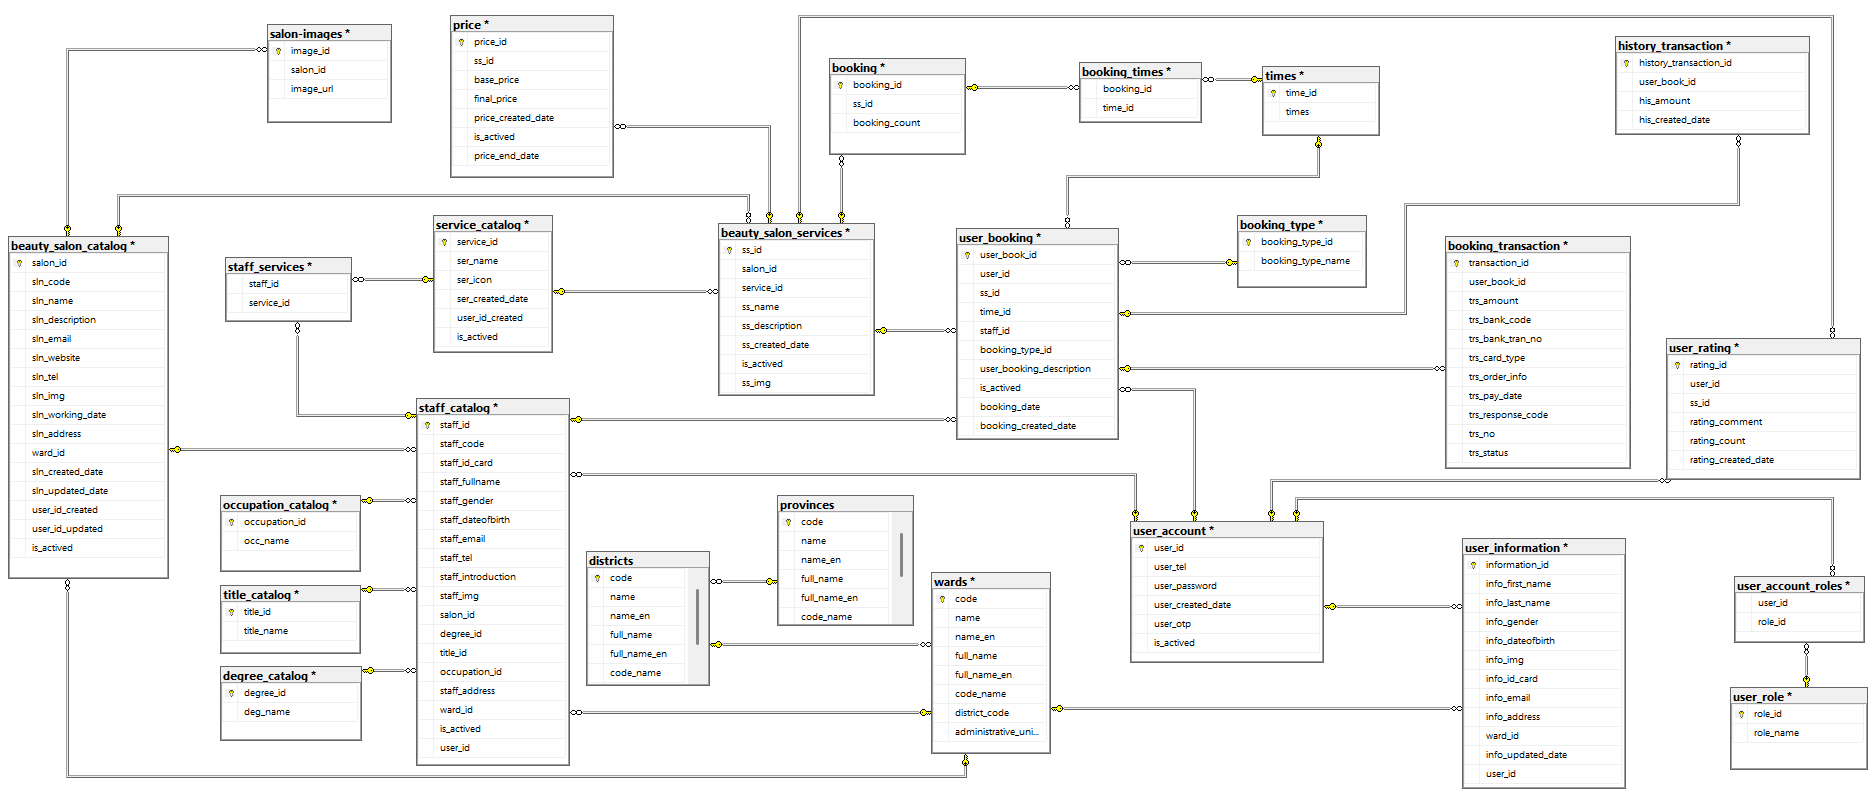 salon-images *
image_id
salon_id
image_url
price *
price_id
ss_id
base_price
final_price
price_created_date
is_actived
price_end_date
booking *
booking_id
ss_id
booking_count
booking_times *
booking_id
time_id
times *
time_id
times
history_transaction *
history_transaction_id
user_book_id
his_amount
his_created_date
beauty_salon_catalog *
salon_id
sln_code
sln_name
sln_description
sln_email
sln_website
sln_tel
sln_img
sln_working_date
sln_address
ward_id
sln_created_date
sln_updated_date
user_id_created
user_id_updated
is_actived
staff_services *
staff_id
service_id
service_catalog *
service_id
ser_name
ser_icon
ser_created_date
user_id_created
is_actived
beauty_salon_services *
ss_id
salon_id
service_id
ss_name
ss_description
ss_created_date
is_actived
ss_img
user_booking *
user_book_id
user_id
ss_id
time_id
staff_id
booking_type_id
user_booking_description
is_actived
booking_date
booking_created_date
booking_type *
booking_type_id
booking_type_name
booking_transaction *
transaction_id
user_book_id
trs_amount
trs_bank_code
trs_bank_tran_no
trs_card_type
trs_order_info
trs_pay_date
trs_response_code
trs_no
trs_status
user_rating *
rating_id
user_id
ss_id
rating_comment
rating_count
rating_created_date
staff_catalog *
staff_id
staff_code
staff_id_card
staff_fullname
staff_gender
staff_dateofbirth
staff_email
staff_tel
staff_introduction
staff_img
salon_id
degree_id
title_id
occupation_id
staff_address
ward_id
is_actived
user_id
occupation_catalog *
occupation_id
occ_name
title_catalog *
title_id
title_name
degree_catalog *
degree_id
deg_name
districts
code
name
name_en
full_name
full_name_en
code_name
provinces
code
name
name_en
full_name
full_name_en
code_name
wards *
code
name
name_en
full_name
full_name_en
code_name
district_code
administrative_uni...
user_account *
user_id
user_tel
user_password
user_created_date
user_otp
is_actived
user_information *
information_id
info_first_name
info_last_name
info_gender
info_dateofbirth
info_img
info_id_card
info_email
info_address
ward_id
info_updated_date
user_id
user_account_roles *
user_id
role_id
user_role *
role_id
role_name